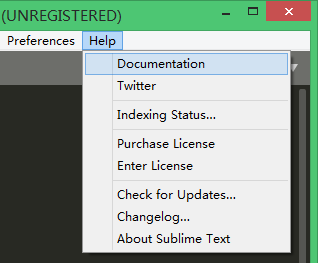 (UNREGISTERED)
Preferences Help
Documentation
Twitter
Indexing Status...
Purchase License
Enter License
Check for Updates...
Changelog...
About Sublime Text